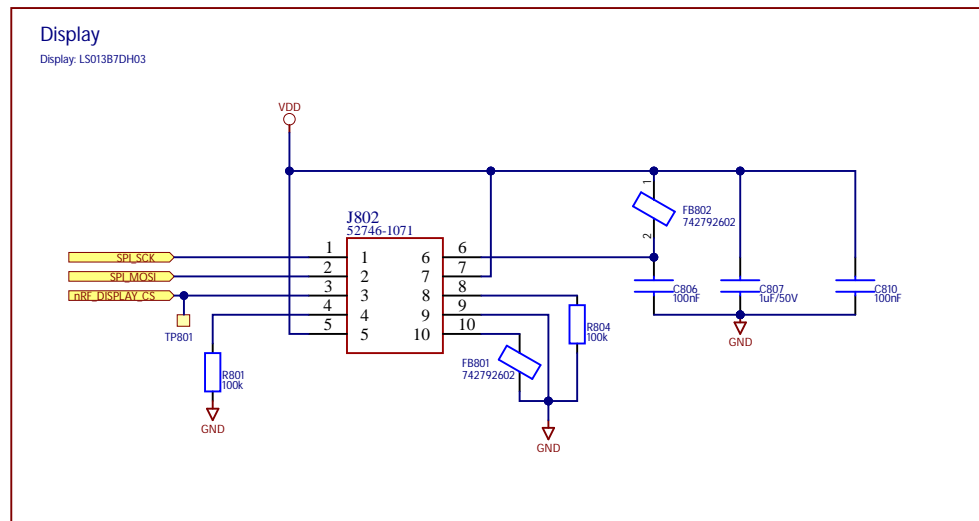 Display
Display: LS013B7DH03
VDD
J802
52746-1071
1
FB802
742792602
2
SPI_SCK
1
1
6
6
SPI_MOSI
2
2
7
7
nRF_DISPLAY_CS
3
3
8
8
4
4
9
9
5
5
10
10
C806
100nF
C807
1uF/50V
C810
100nF
TP801
R804
100k
GND
FB801
742792602
R801
100k
GND
GND